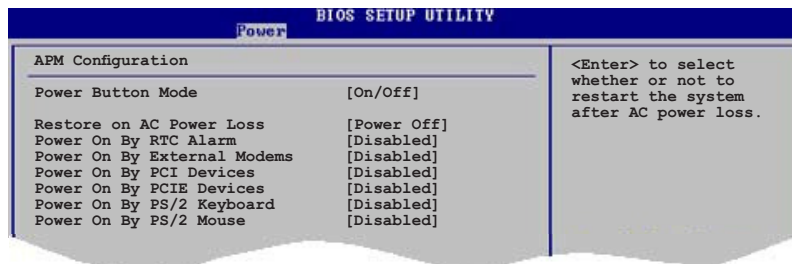 BIOS SETUP UTILITY
Power
APM Configuration
Power Button Mode [On/Off]
Restore on AC Power Loss [Power Off]
Power On By RTC Alarm [Disabled]
Power On By External Modems [Disabled]
Power On By PCI Devices [Disabled]
Power On By PCIE Devices [Disabled]
Power On By PS/2 Keyboard [Disabled]
Power On By PS/2 Mouse [Disabled]
<Enter> to select
whether or not to
restart the system
after AC power loss.